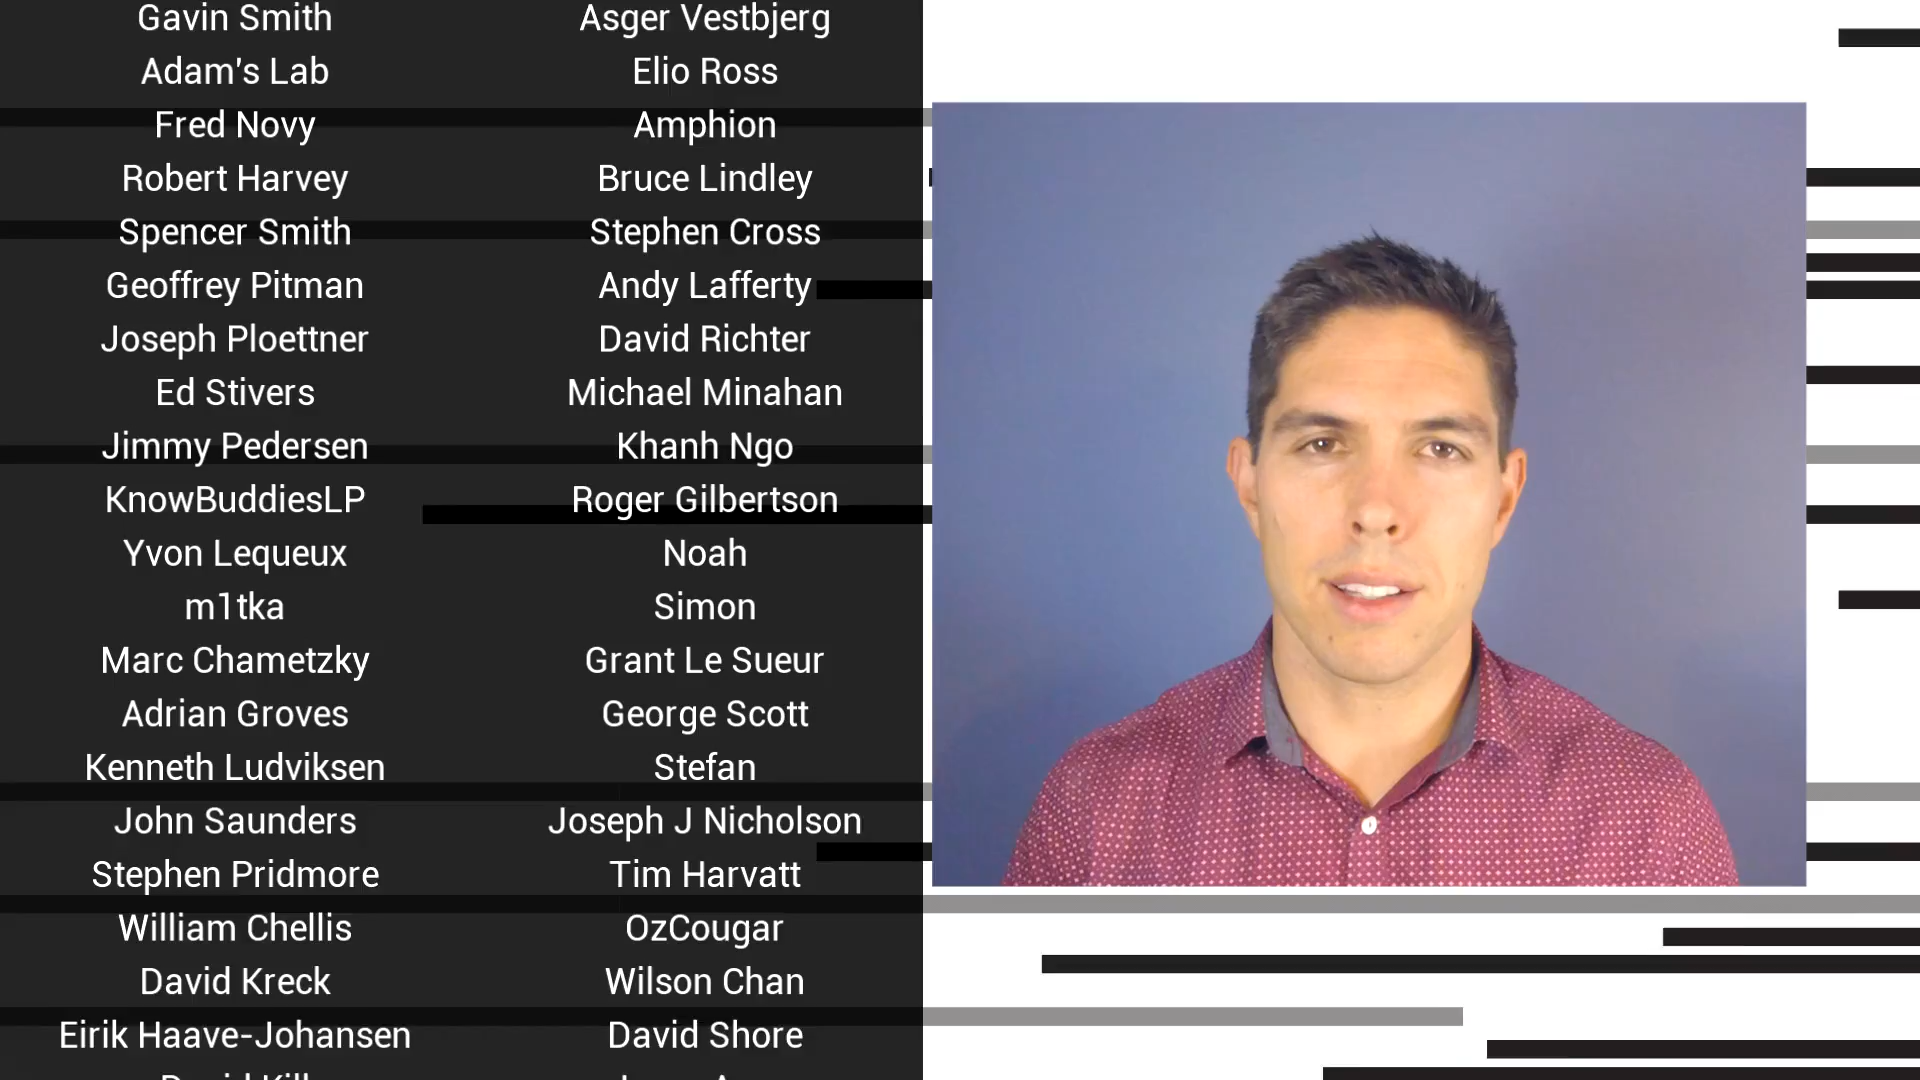 Gavin Smith
Adam's Lab
Fred Novy
Robert Harvey
Spencer Smith
Geoffrey Pitman
Joseph Ploettner
Ed Stivers
Jimmy Pedersen
KnowBuddiesLP
Yvon Lequeux
m1tka
Marc Chametzky
Adrian Groves
Kenneth Ludviksen
John Saunders
Stephen Pridmore
William Chellis
David Kreck
Eirik Haave-Johansen
Asger Vestbjerg
Elio Ross
Amphion
Bruce Lindley
Stephen Cross
Andy Lafferty
David Richter
Michael Minahan
Khanh Ngo
Roger Gilbertson
Noah
Simon
Grant Le Sueur
George Scott
Stefan
Joseph J Nicholson
Tim Harvatt
OzCougar
Wilson Chan
David Shore